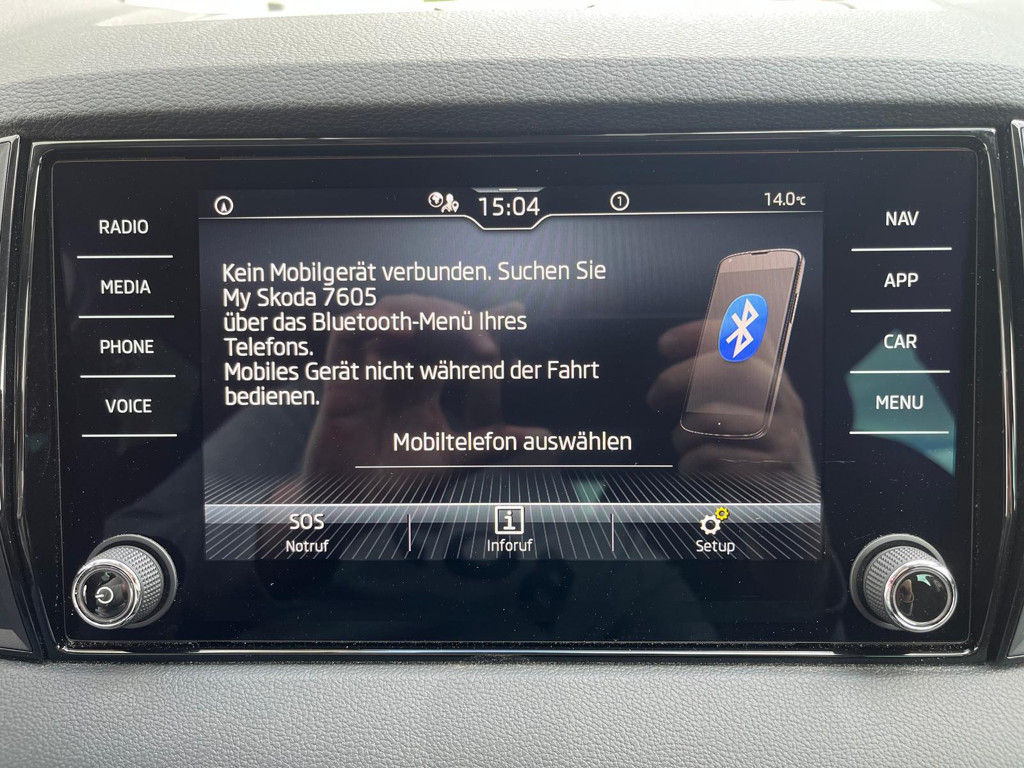 15:04
1
14.0°C
RADIO
MEDIA
PHONE
VOICE
Kein Mobilgerät verbunden. Suchen Sie
My Skoda 7605
über das Bluetooth-Menü Ihres
Telefons.
Mobiles Gerät nicht während der Fahrt
bedienen.
Mobiltelefon auswählen
SOS
Notruf
i
Inforuf
Setup
NAV
APP
CAR
MENU